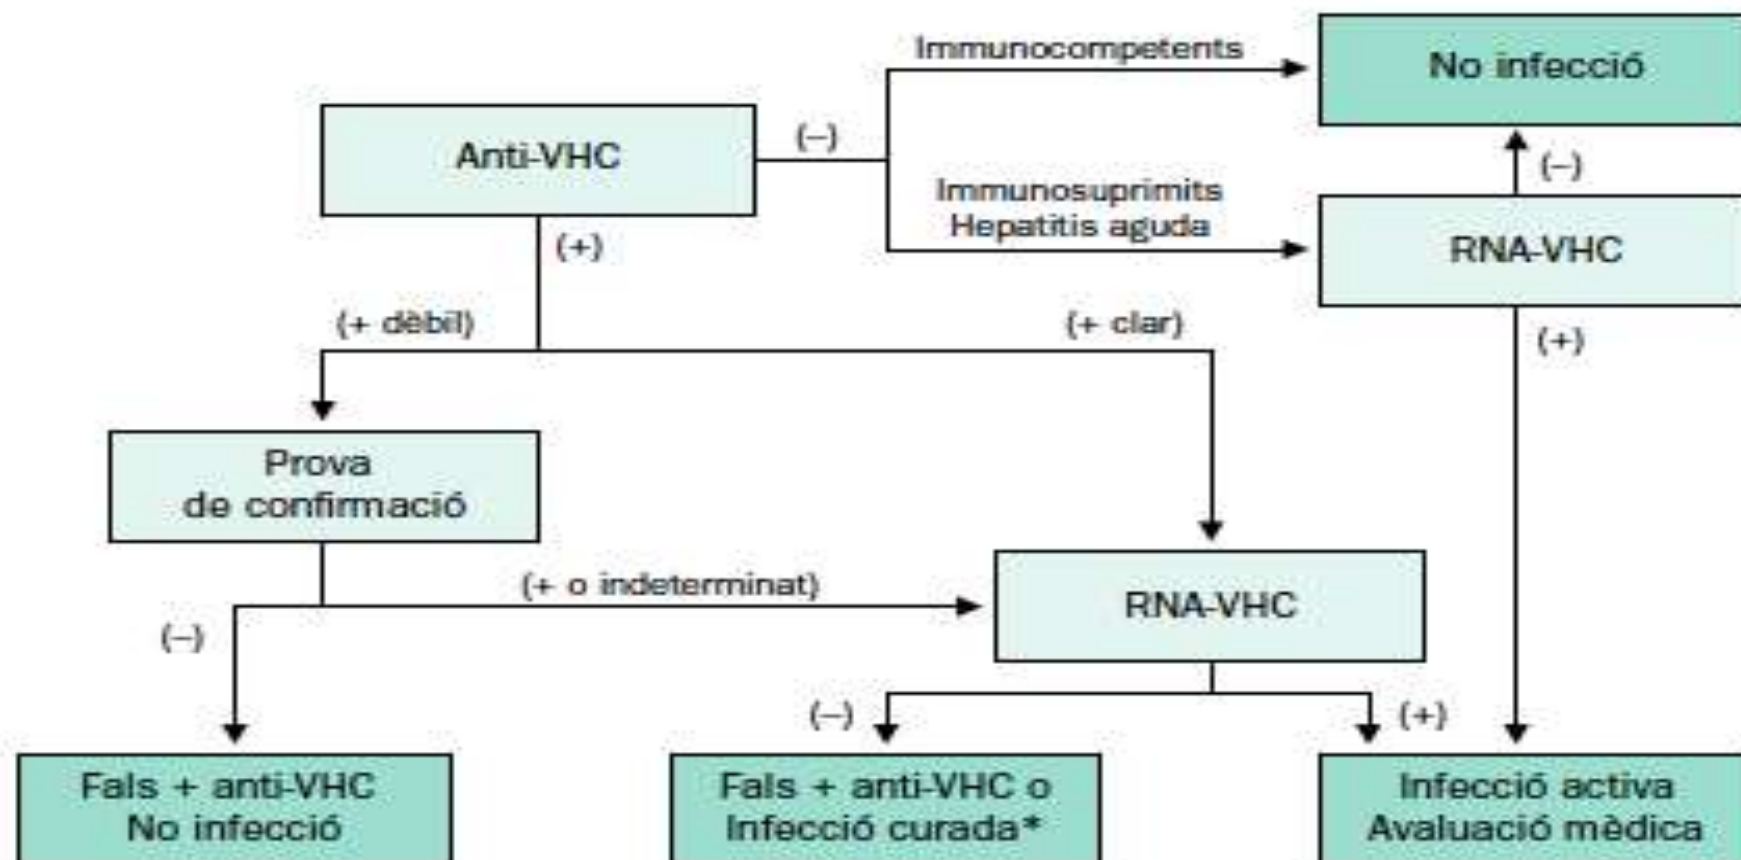 Immunocompetents
No infecció
Anti-VHC
(–)
(–)
Immunosuprimits
Hepatitis aguda
RNA-VHC
(+)
(+ dèbil)
(+ clar)
(+)
Prova
de confirmació
(+ o indeterminat)
RNA-VHC
(–)
(–)
(+)
Fals + anti-VHC
No infecció
Fals + anti-VHC o
Infecció curada*
Infecció activa
Avaluació mèdica